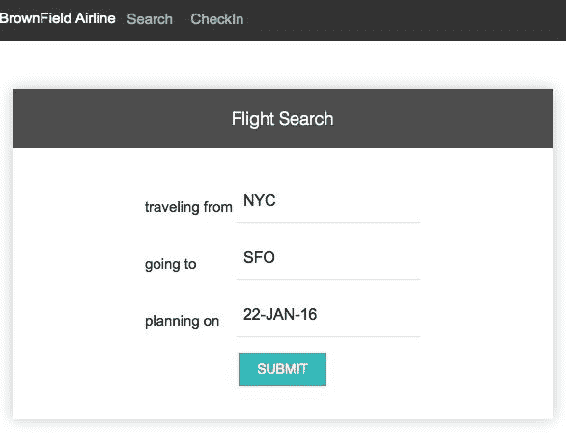 BrownField Airline Search CheckIn
Flight Search
traveling from NYC
going to SFO
planning on 22-JAN-16
SUBMIT